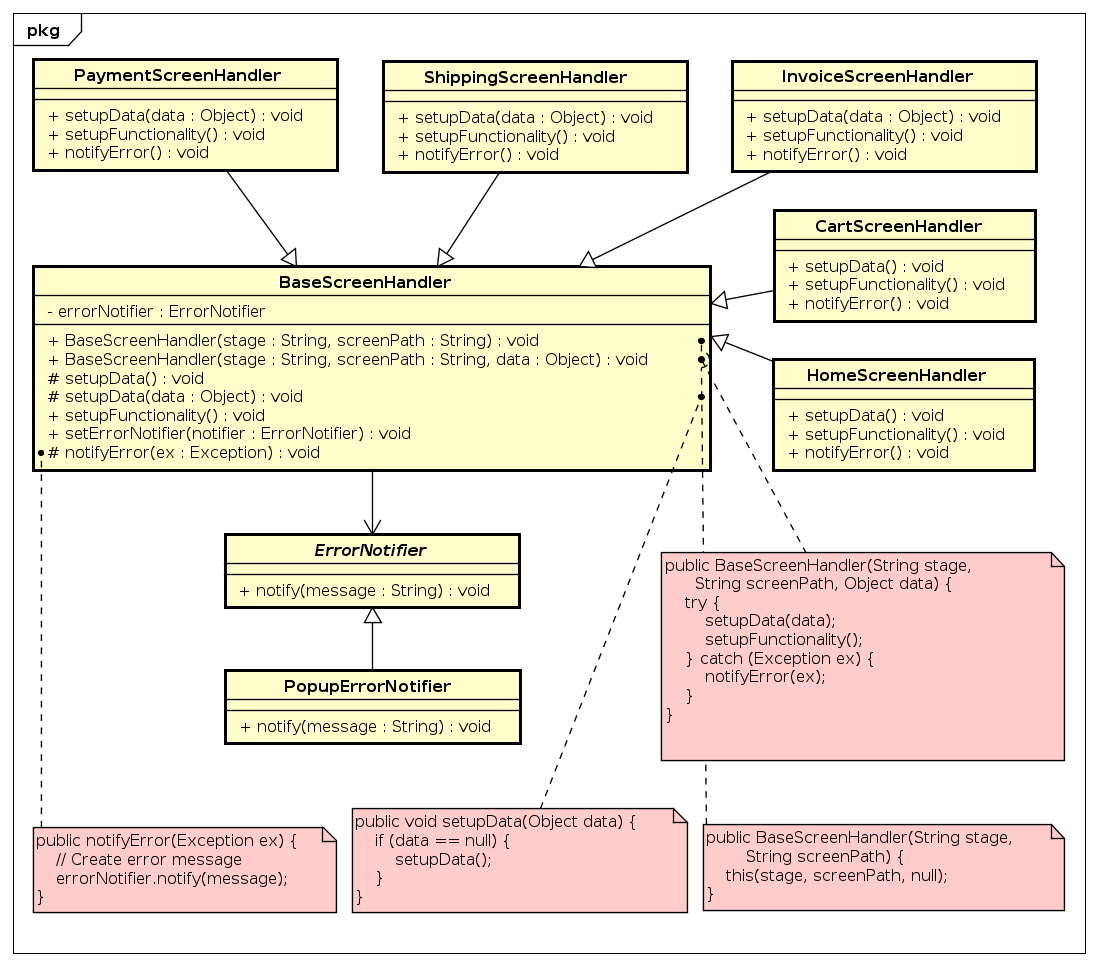 pkg
PaymentScreenHandler
+ setupData(data : Object) : void
+ setupFunctionality() : void
+ notifyError() : void
ShippingScreenHandler
+ setupData(data : Object) : void
+ setupFunctionality() : void
+ notifyError() : void
InvoiceScreenHandler
+ setupData(data : Object) : void
+ setupFunctionality() : void
+ notifyError() : void
CartScreenHandler
+ setupData() : void
+ setupFunctionality() : void
+ notifyError() : void
BaseScreenHandler
- errorNotifier : ErrorNotifier
+ BaseScreenHandler(stage : String, screenPath : String) : void
+ BaseScreenHandler(stage : String, screenPath : String, data : Object) : void
# setupData() : void
# setupData(data : Object) : void
+ setupFunctionality() : void
+ setErrorNotifier(notifier : ErrorNotifier) : void
# notifyError(ex : Exception) : void
HomeScreenHandler
+ setupData() : void
+ setupFunctionality() : void
+ notifyError() : void
ErrorNotifier
+ notify(message : String) : void
PopupErrorNotifier
+ notify(message : String) : void
public BaseScreenHandler(String stage,
String screenPath, Object data) {
try {
setupData(data);
setupFunctionality();
} catch (Exception ex) {
notifyError(ex);
}
}
public notifyError(Exception ex) {
// Create error message
errorNotifier.notify(message);
}
public void setupData(Object data) {
if (data == null) {
setupData();
}
}
public BaseScreenHandler(String stage,
String screenPath) {
this(stage, screenPath, null);
}